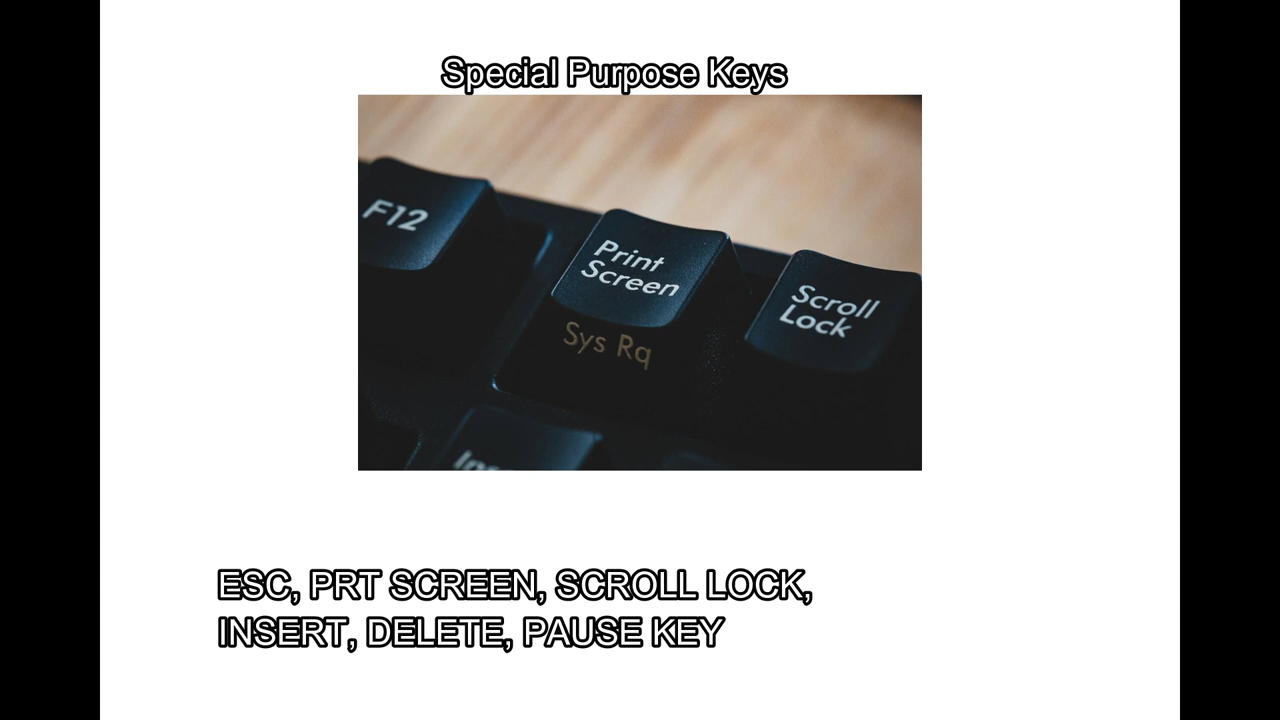 Special Purpose Keys
F12
Print
Screen
Sys Rq
Scroll
Lock
ESC, PRT SCREEN, SCROLL LOCK,
INSERT, DELETE, PAUSE KEY